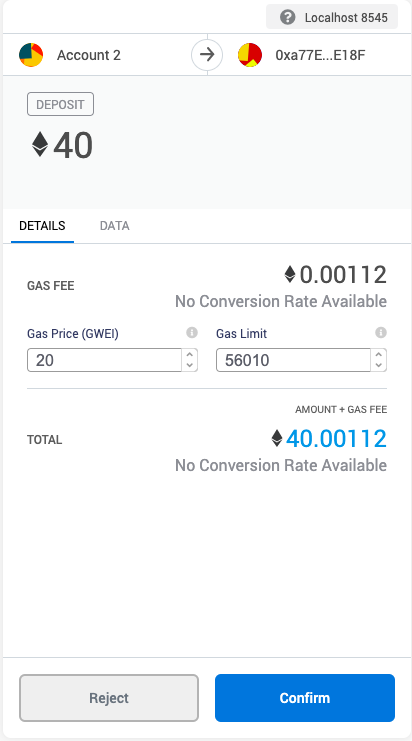 Localhost 8545
Account 2
0xa77E...E18F
DEPOSIT
40
DETAILS DATA
GAS FEE
0.00112
No Conversion Rate Available
Gas Price (GWEI) Gas Limit
20 56010
AMOUNT + GAS FEE
TOTAL
40.00112
No Conversion Rate Available
Reject Confirm